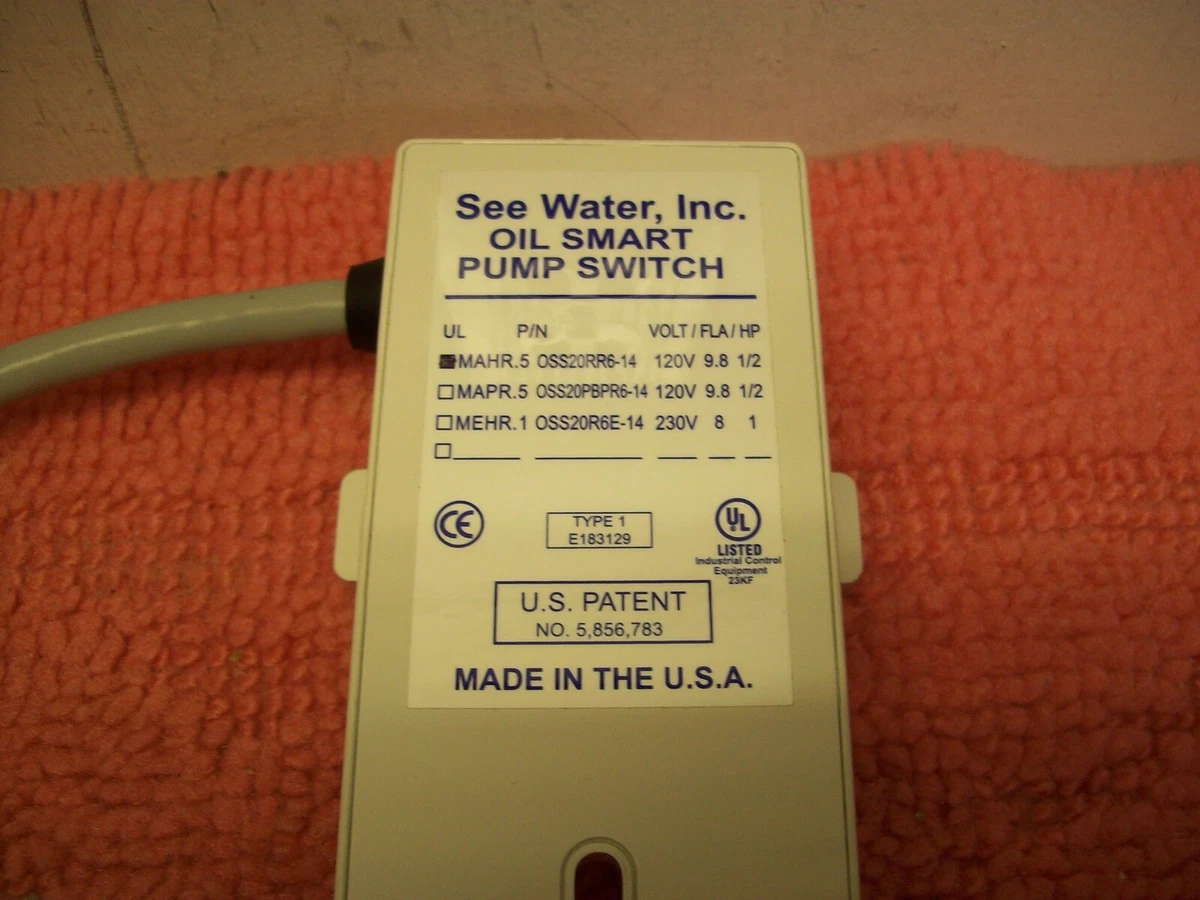 See Water, Inc.
OIL SMART
PUMP SWITCH
UL P/N VOLT / FLA / HP
MAHR.5 OSS20RR6-14 120V 9.8 1/2
MAPR.5 OSS20PBPR6-14 120V 9.8 1/2
MEHR.1 OSS20R6E-14 230V 8 1
CE
TYPE 1
E183129
UL
LISTED
Industrial Control
Equipment
23KF
U.S. PATENT
NO. 5,856,783
MADE IN THE U.S.A.